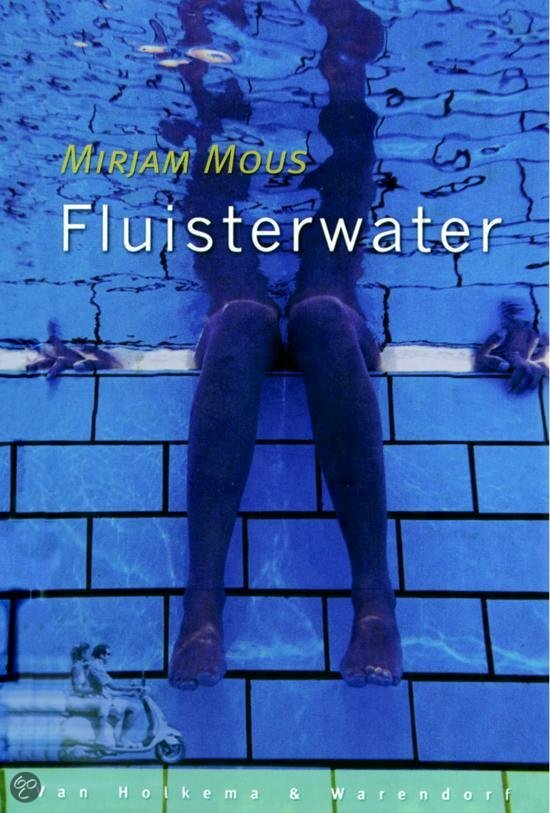 MIRJAM MOUS
Fluisterwater
Van Holkema & Warendorf